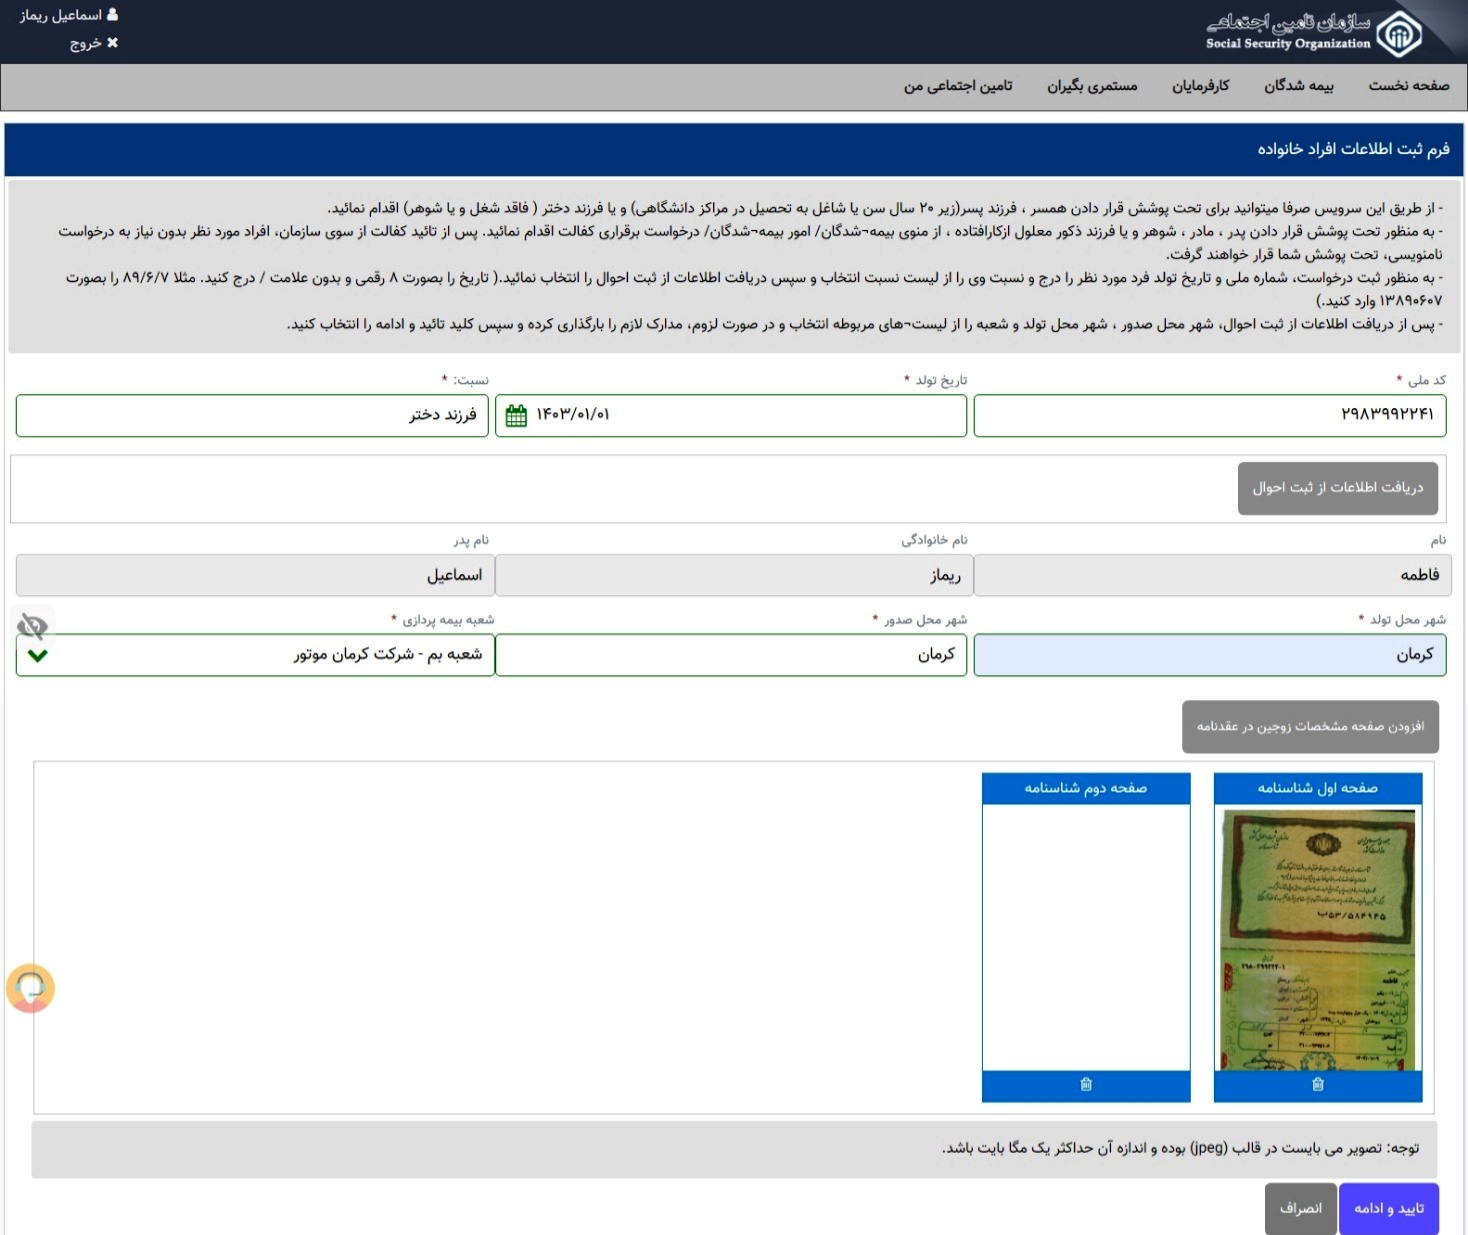 سازمان تامین اجتماعی
Social Security Organization
اسماعیل ریماز
خروج
صفحه نخست
بیمه شدگان
کارفرمایان
مستمری بگیران
تامین اجتماعی من
فرم ثبت اطلاعات افراد خانواده
- از طریق این سرویس صرفا میتوانید برای تحت پوشش قرار دادن همسر ، فرزند پسر(زیر ۲۰ سال سن یا شاغل به تحصیل در مراکز دانشگاهی) و یا فرزند دختر ( فاقد شغل و یا شوهر) اقدام نمائید.
- به منظور تحت پوشش قرار دادن پدر ، مادر ، شوهر و یا فرزند ذکور معلول ازکارافتاده ، از منوی بیمه¬شدگان/ امور بیمه¬شدگان/ درخواست برقراری کفالت اقدام نمائید. پس از تائید کفالت از سوی سازمان، افراد مورد نظر بدون نیاز به درخواست
نامنویسی، تحت پوشش شما قرار خواهند گرفت.
- به منظور ثبت درخواست، شماره ملی و تاریخ تولد فرد مورد نظر را درج و نسبت وی را از لیست نسبت انتخاب و سپس دریافت اطلاعات از ثبت احوال را انتخاب نمائید.( تاریخ را بصورت ۸ رقمی و بدون علامت / درج کنید. مثلا ۸۹/۶/۷ را بصورت
۱۳۸۹۰۶۰۷ وارد کنید.)
- پس از دریافت اطلاعات از ثبت احوال، شهر محل صدور ، شهر محل تولد و شعبه را از لیست¬های مربوطه انتخاب و در صورت لزوم، مدارک لازم را بارگذاری کرده و سپس کلید تائید و ادامه را انتخاب کنید.
کد ملی *
تاریخ تولد *
نسبت: *
۲۹۸۳۹۹۲۲۴۱
۱۴۰۳/۰۱/۰۱
فرزند دختر
دریافت اطلاعات از ثبت احوال
نام
نام خانوادگی
نام پدر
فاطمه
ریماز
اسماعیل
شهر محل تولد *
شهر محل صدور *
شعبه بیمه پردازی *
کرمان
کرمان
شعبه بم - شرکت کرمان موتور
افزودن صفحه مشخصات زوجین در عقدنامه
صفحه اول شناسنامه
صفحه دوم شناسنامه
فاطمه
توجه: تصویر می بایست در قالب (jpeg) بوده و اندازه آن حداکثر یک مگا بایت باشد.
تایید و ادامه
انصراف